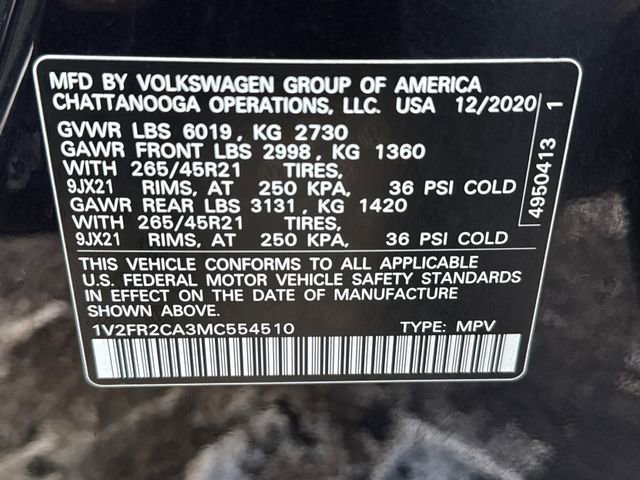 MFD BY VOLKSWAGEN GROUP OF AMERICA
CHATTANOOGA OPERATIONS, LLC. USA 12/2020
GVWR LBS 6019, KG 2730
GAWR FRONT LBS 2998, KG 1360
WITH 265/45R21 TIRES,
9JX21 RIMS, AT 250 KPA, 36 PSI COLD
GAWR REAR LBS 3131, KG 1420
WITH 265/45R21 TIRES,
9JX21 RIMS, AT 250 KPA, 36 PSI COLD
THIS VEHICLE CONFORMS TO ALL APPLICABLE
U.S. FEDERAL MOTOR VEHICLE SAFETY STANDARDS
IN EFFECT ON THE DATE OF MANUFACTURE
SHOWN ABOVE.
1V2FR2CA3MC554510 TYPE: MPV
4950413 1